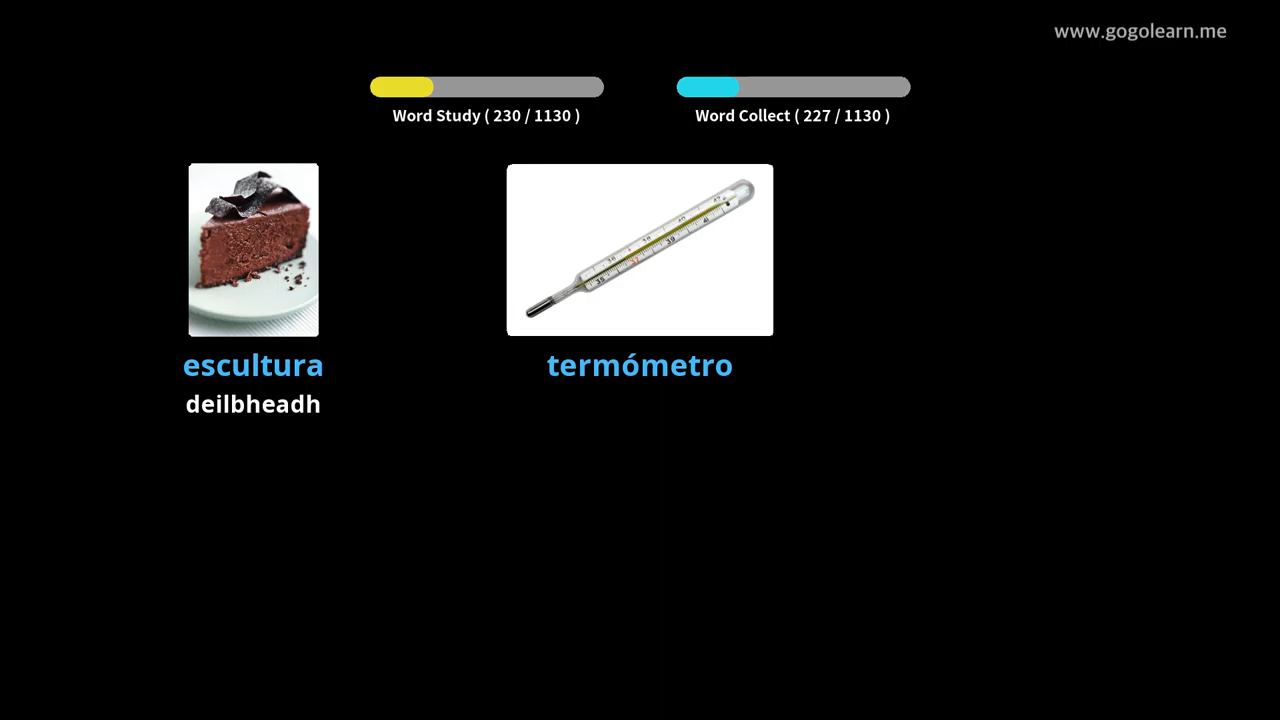 www.gogolearn.me
Word Study ( 230 / 1130 )
Word Collect ( 227 / 1130 )
escultura
termómetro
deilbheadh